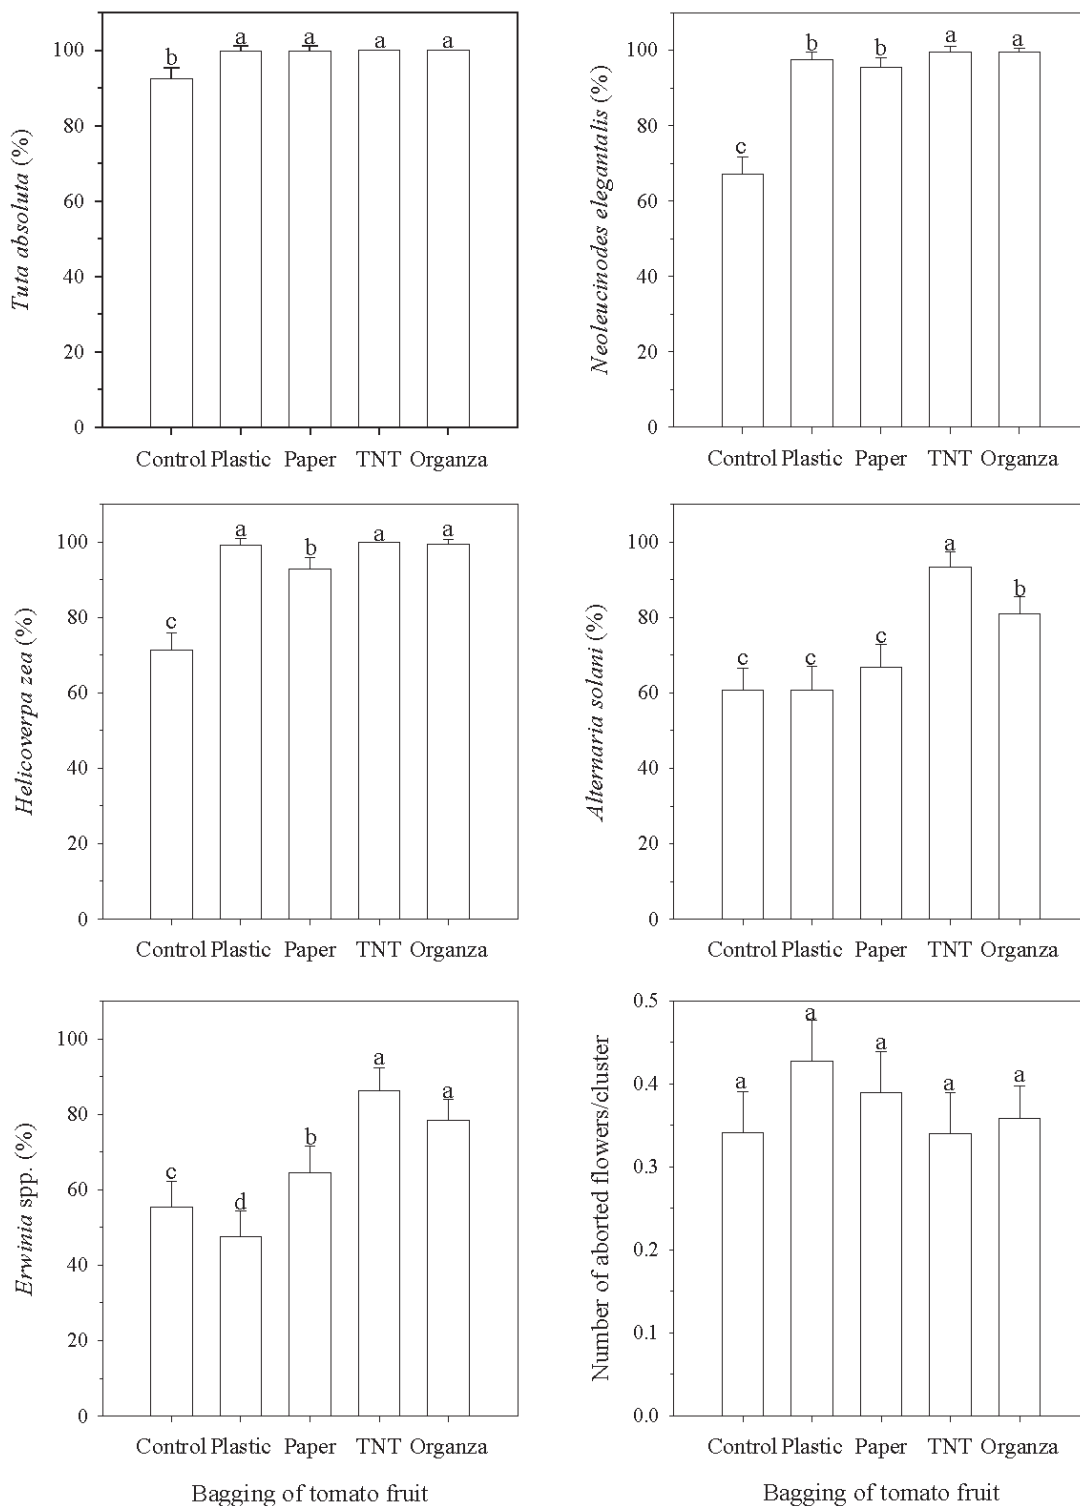 Tuta absoluta (%)
100
80
60
40
20
0
b
a
a
a
a
Control Plastic Paper TNT Organza
Neoleucinodes elegantalis (%)
100
80
60
40
20
0
c
b
b
a
a
Control Plastic Paper TNT Organza
Helicoverpa zea (%)
100
80
60
40
20
0
c
a
b
a
a
Control Plastic Paper TNT Organza
Alternaria solani (%)
100
80
60
40
20
0
c
c
c
a
b
Control Plastic Paper TNT Organza
Erwinia spp. (%)
100
80
60
40
20
0
c
d
b
a
a
Control Plastic Paper TNT Organza
Bagging of tomato fruit
Number of aborted flowers/cluster
0.5
0.4
0.3
0.2
0.1
0.0
a
a
a
a
a
Control Plastic Paper TNT Organza
Bagging of tomato fruit